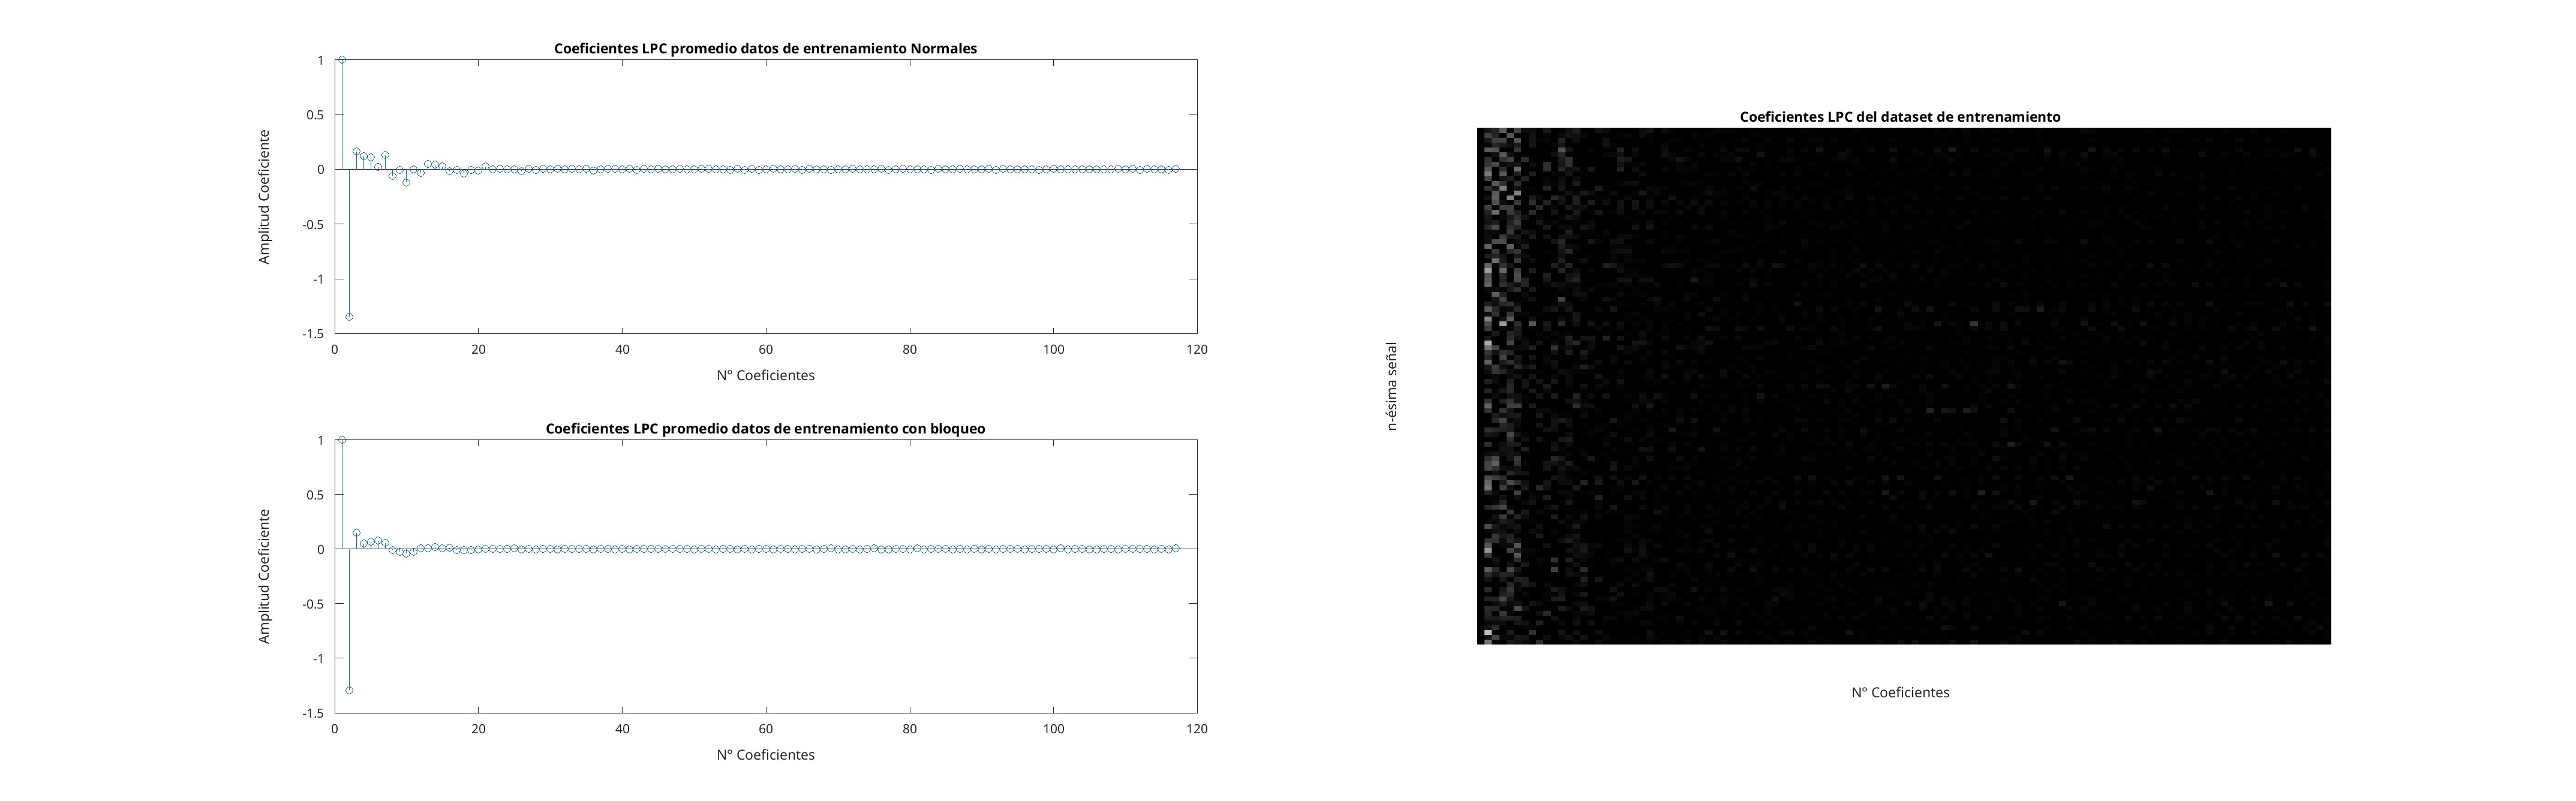 Coeficientes LPC promedio datos de entrenamiento Normales
1
0.5
0
-0.5
-1
-1.5
Amplitud Coeficiente
0 20 40 60 80 100 120
N° Coeficientes
Coeficientes LPC promedio datos de entrenamiento con bloqueo
1
0.5
0
-0.5
-1
-1.5
Amplitud Coeficiente
0 20 40 60 80 100 120
N° Coeficientes
Coeficientes LPC del dataset de entrenamiento
n-ésima señal
N° Coeficientes